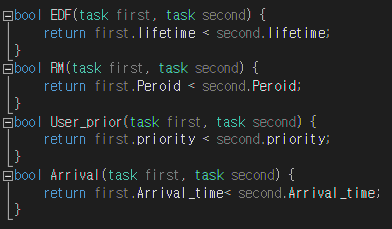 bool EDF(task first, task second) {
return first.lifetime < second.lifetime;
}
bool RM(task first, task second) {
return first.Peroid < second.Peroid;
}
bool User_prior(task first, task second) {
return first.priority < second.priority;
}
bool Arrival(task first, task second) {
return first.Arrival_time< second.Arrival_time;
}